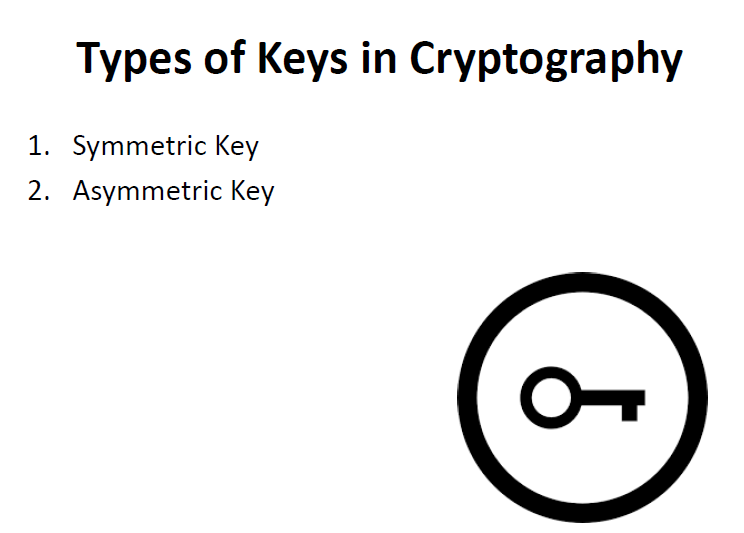 Types of Keys in Cryptography
1. Symmetric Key
2. Asymmetric Key